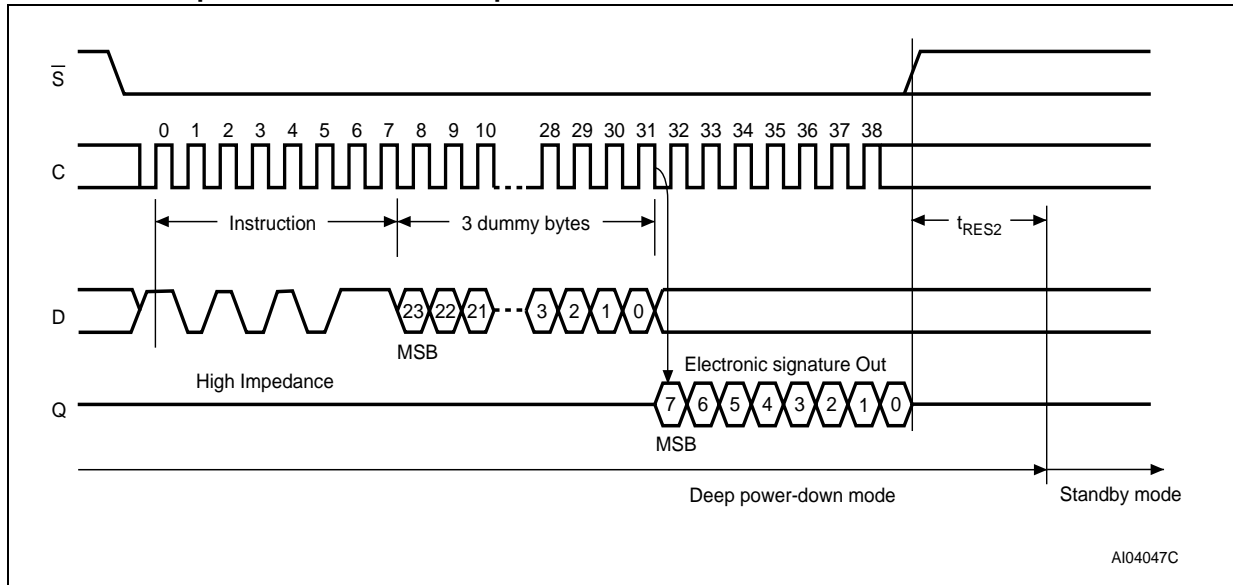 S
0 1 2 3 4 5 6 7 8 9 10 28 29 30 31 32 33 34 35 36 37 38
C
Instruction 3 dummy bytes tRES2
D 23 22 21 3 2 1 0
MSB
High Impedance Electronic signature Out
Q 7 6 5 4 3 2 1 0
MSB
Deep power-down mode Standby mode
AI04047C